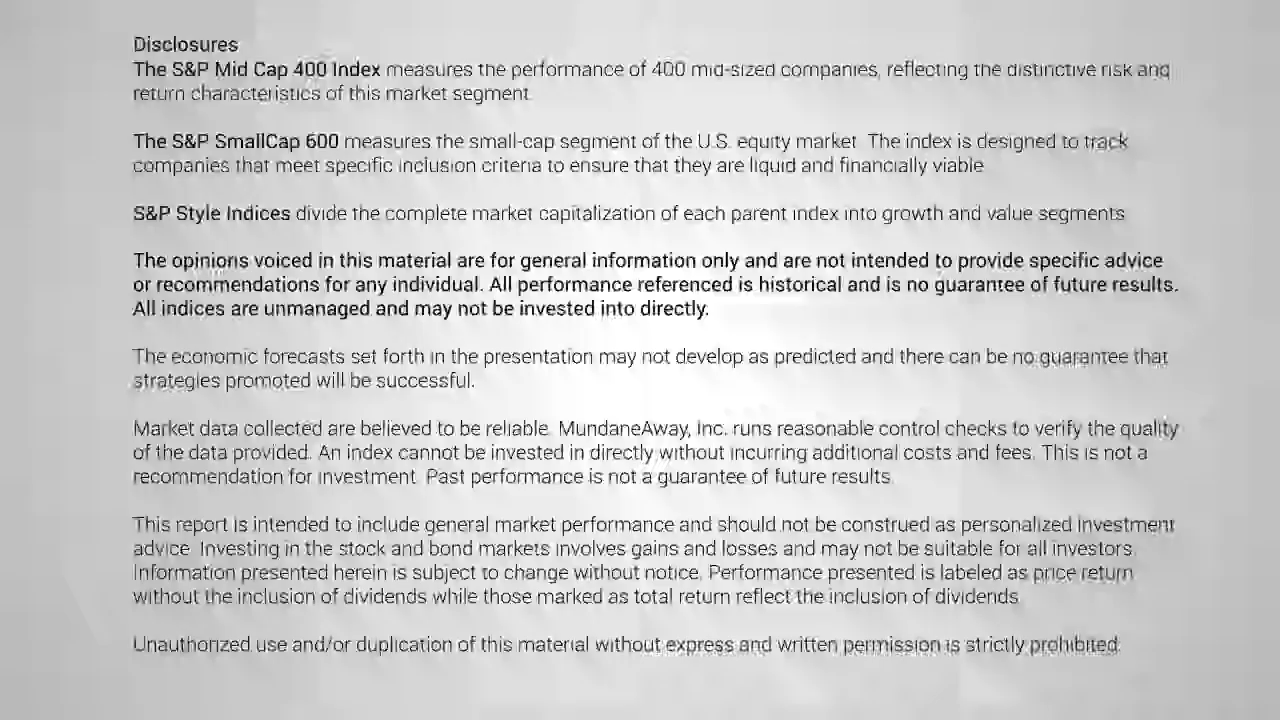 Disclosures
The S&P Mid Cap 400 Index measures the performance of 400 mid-sized companies, reflecting the distinctive risk and
return characteristics of this market segment.

The S&P SmallCap 600 measures the small-cap segment of the U.S. equity market. The index is designed to track
companies that meet specific inclusion criteria to ensure that they are liquid and financially viable.

S&P Style Indices divide the complete market capitalization of each parent index into growth and value segments.

The opinions voiced in this material are for general information only and are not intended to provide specific advice
or recommendations for any individual. All performance referenced is historical and is no guarantee of future results.
All indices are unmanaged and may not be invested into directly.

The economic forecasts set forth in the presentation may not develop as predicted and there can be no guarantee that
strategies promoted will be successful.

Market data collected are believed to be reliable. MundaneAway, Inc. runs reasonable control checks to verify the quality
of the data provided. An index cannot be invested in directly without incurring additional costs and fees. This is not a
recommendation for investment. Past performance is not a guarantee of future results.

This report is intended to include general market performance and should not be construed as personalized investment
advice. Investing in the stock and bond markets involves gains and losses and may not be suitable for all investors.
Information presented herein is subject to change without notice. Performance presented is labeled as price return
without the inclusion of dividends while those marked as total return reflect the inclusion of dividends.

Unauthorized use and/or duplication of this material without express and written permission is strictly prohibited.